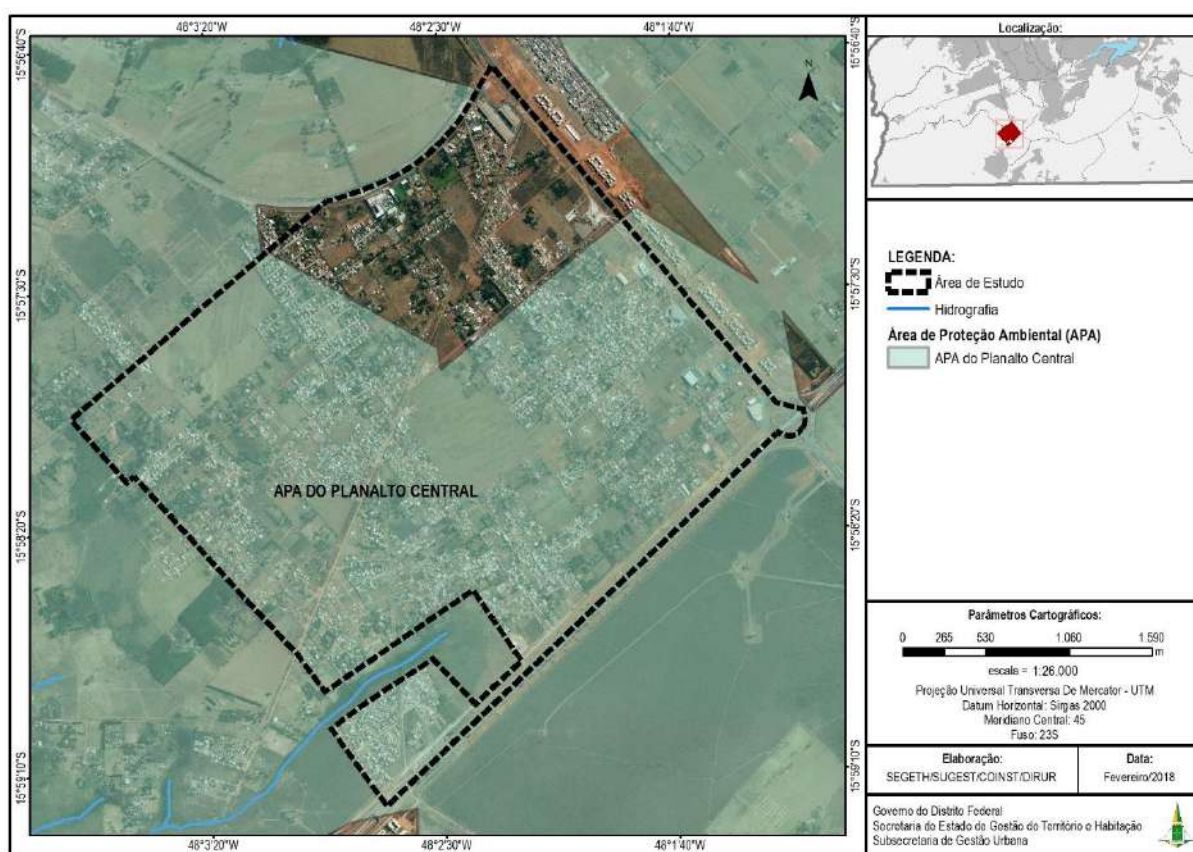 48°3'20"W
48°2'30"W
48°1'40"W
15°56'40"S
15°56'40"S
N
15°57'30"S
15°57'30"S
APA DO PLANALTO CENTRAL
15°58'20"S
15°58'20"S
15°59'10"S
15°59'10"S
48°3'20"W
48°2'30"W
48°1'40"W
Localização:
LEGENDA:
Área de Estudo
Hidrografia
Área de Proteção Ambiental (APA)
APA do Planalto Central
Parâmetros Cartográficos:
0 265 530 1.060 1.590
m
escala = 1:26.000
Projeção Universal Transversa De Mercator - UTM
Datum Horizontal: Sirgas 2000
Meridiano Central: 45
Fuso: 23S
Elaboração:
SEGETH/SUGEST/COINST/DIRUR
Data:
Fevereiro/2018
Governo do Distrito Federal
Secretaria de Estado de Gestão do Território e Habitação
Subsecretaria de Gestão Urbana